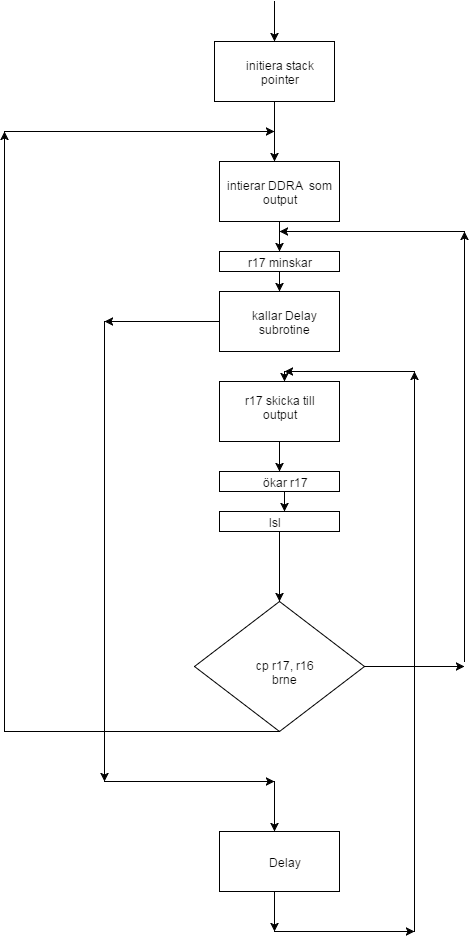 initiera stack
pointer
intierar DDRA som
output
r17 minskar
kallar Delay
subrotine
r17 skicka till
output
ökar r17
lsl
cp r17, r16
brne
Delay